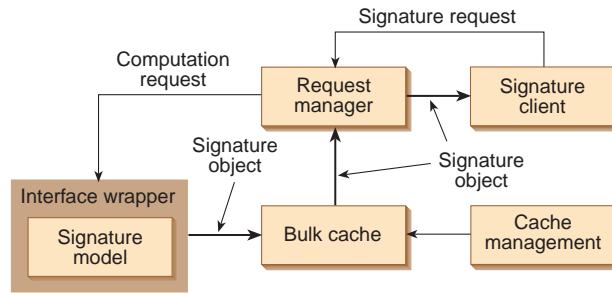 Signature request
Computation
request
Request
manager
Signature
client
Signature
object
Signature
object
Interface wrapper
Signature
model
Bulk cache
Cache
management